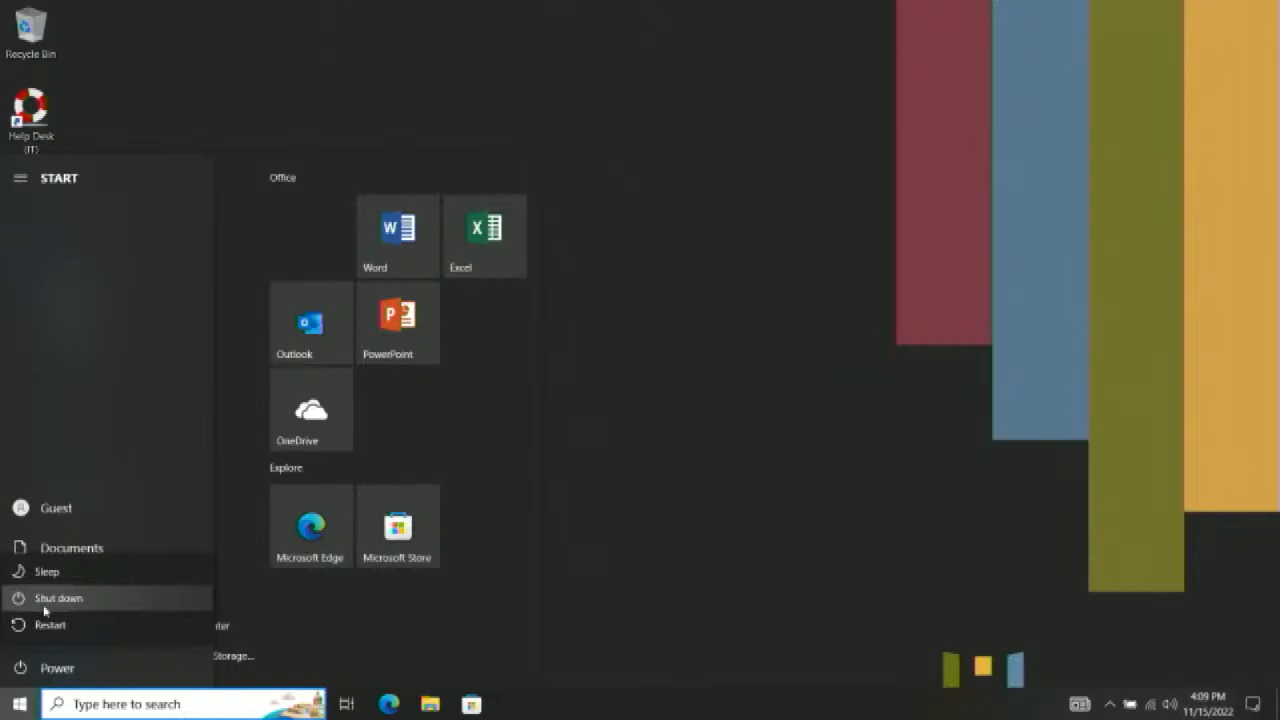 Recycle Bin
Help Desk
(IT)
START
Office
Word
Excel
Outlook
PowerPoint
OneDrive
Explore
Microsoft Edge
Microsoft Store
Guest
Documents
Sleep
Shut down
Restart
ter
Storage...
Power
Type here to search
4:09 PM
11/15/2022